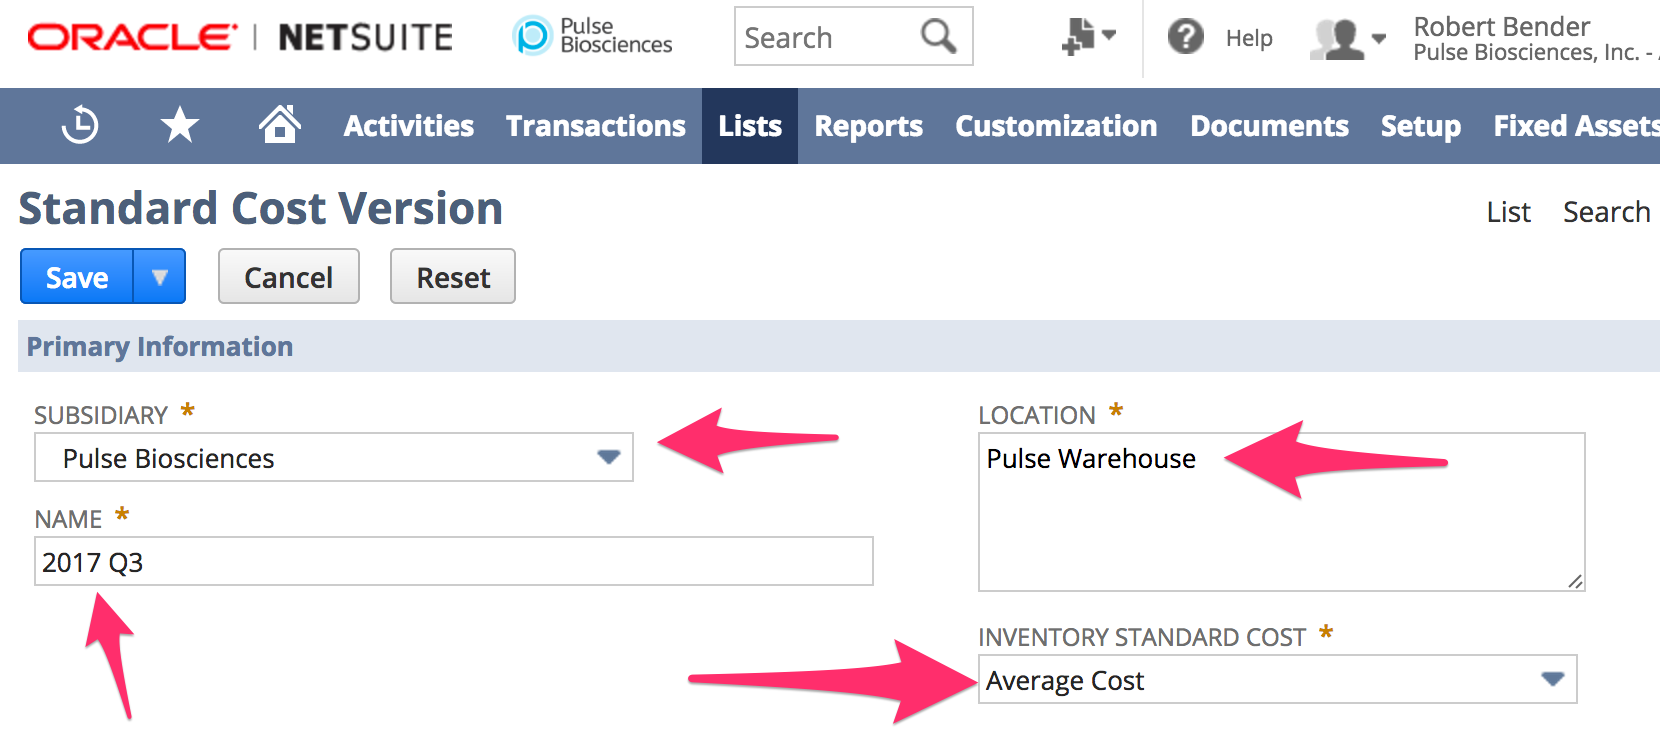 ORACLE | NETSUITE
Pulse
Biosciences
Search
Help
Robert Bender
Pulse Biosciences, Inc. -
Activities Transactions Lists Reports Customization Documents Setup Fixed Assets
Standard Cost Version
List Search
Save Cancel Reset
Primary Information
SUBSIDIARY *
Pulse Biosciences
NAME *
2017 Q3
LOCATION *
Pulse Warehouse
INVENTORY STANDARD COST *
Average Cost